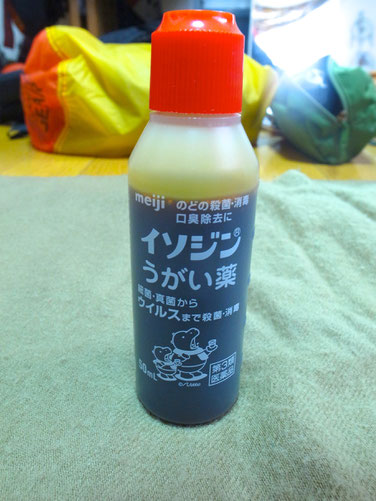 meiji のどの殺菌・消毒
口臭除去に
イソジン®
うがい薬
殺菌・真菌から
ウイルスまで殺菌・消毒
50ml
第3類
医薬品